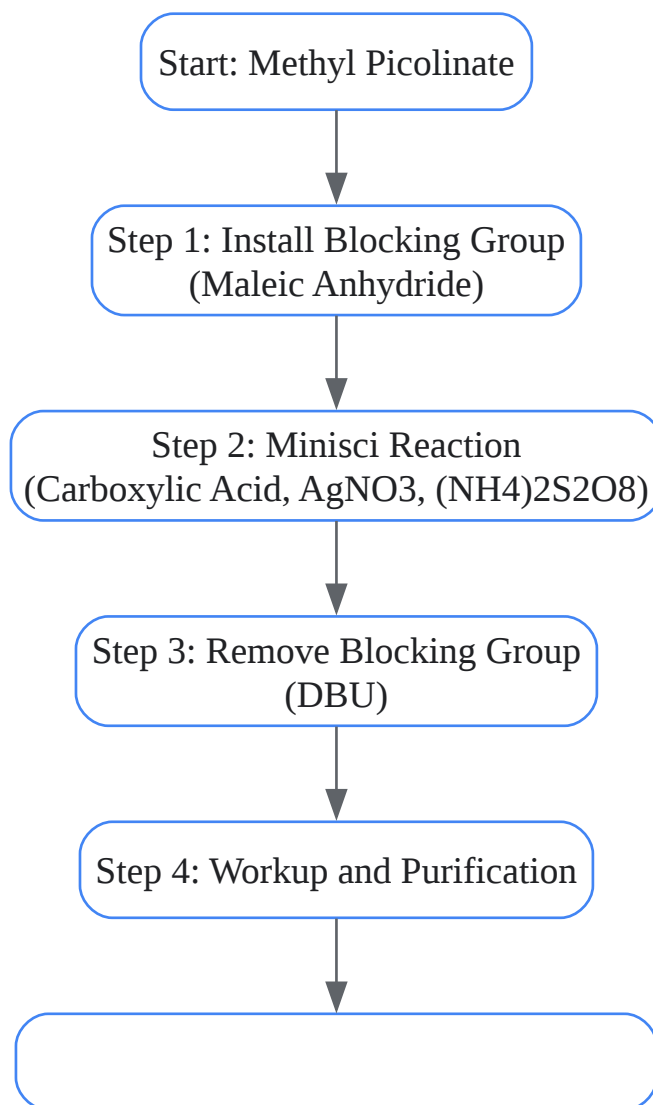 Start: Methyl Picolinate
Step 1: Install Blocking Group
(Maleic Anhydride)
Step 2: Minisci Reaction
(Carboxylic Acid, AgNO3, (NH4)2S2O8)
Step 3: Remove Blocking Group
(DBU)
Step 4: Workup and Purification